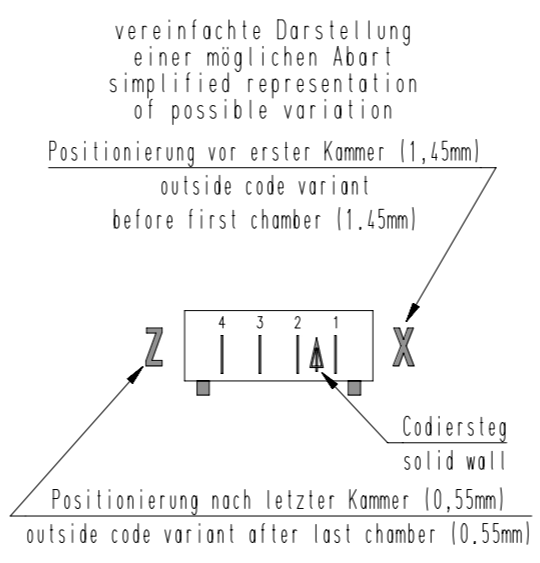 vereinfachte Darstellung
einer möglichen Abart
simplified representation
of possible variation
Positionierung vor erster Kammer (1,45mm)
outside code variant
before first chamber (1.45mm)
4 3 2 1
Z X
Codiersteg
solid wall
Positionierung nach letzter Kammer (0,55mm)
outside code variant after last chamber (0.55mm)